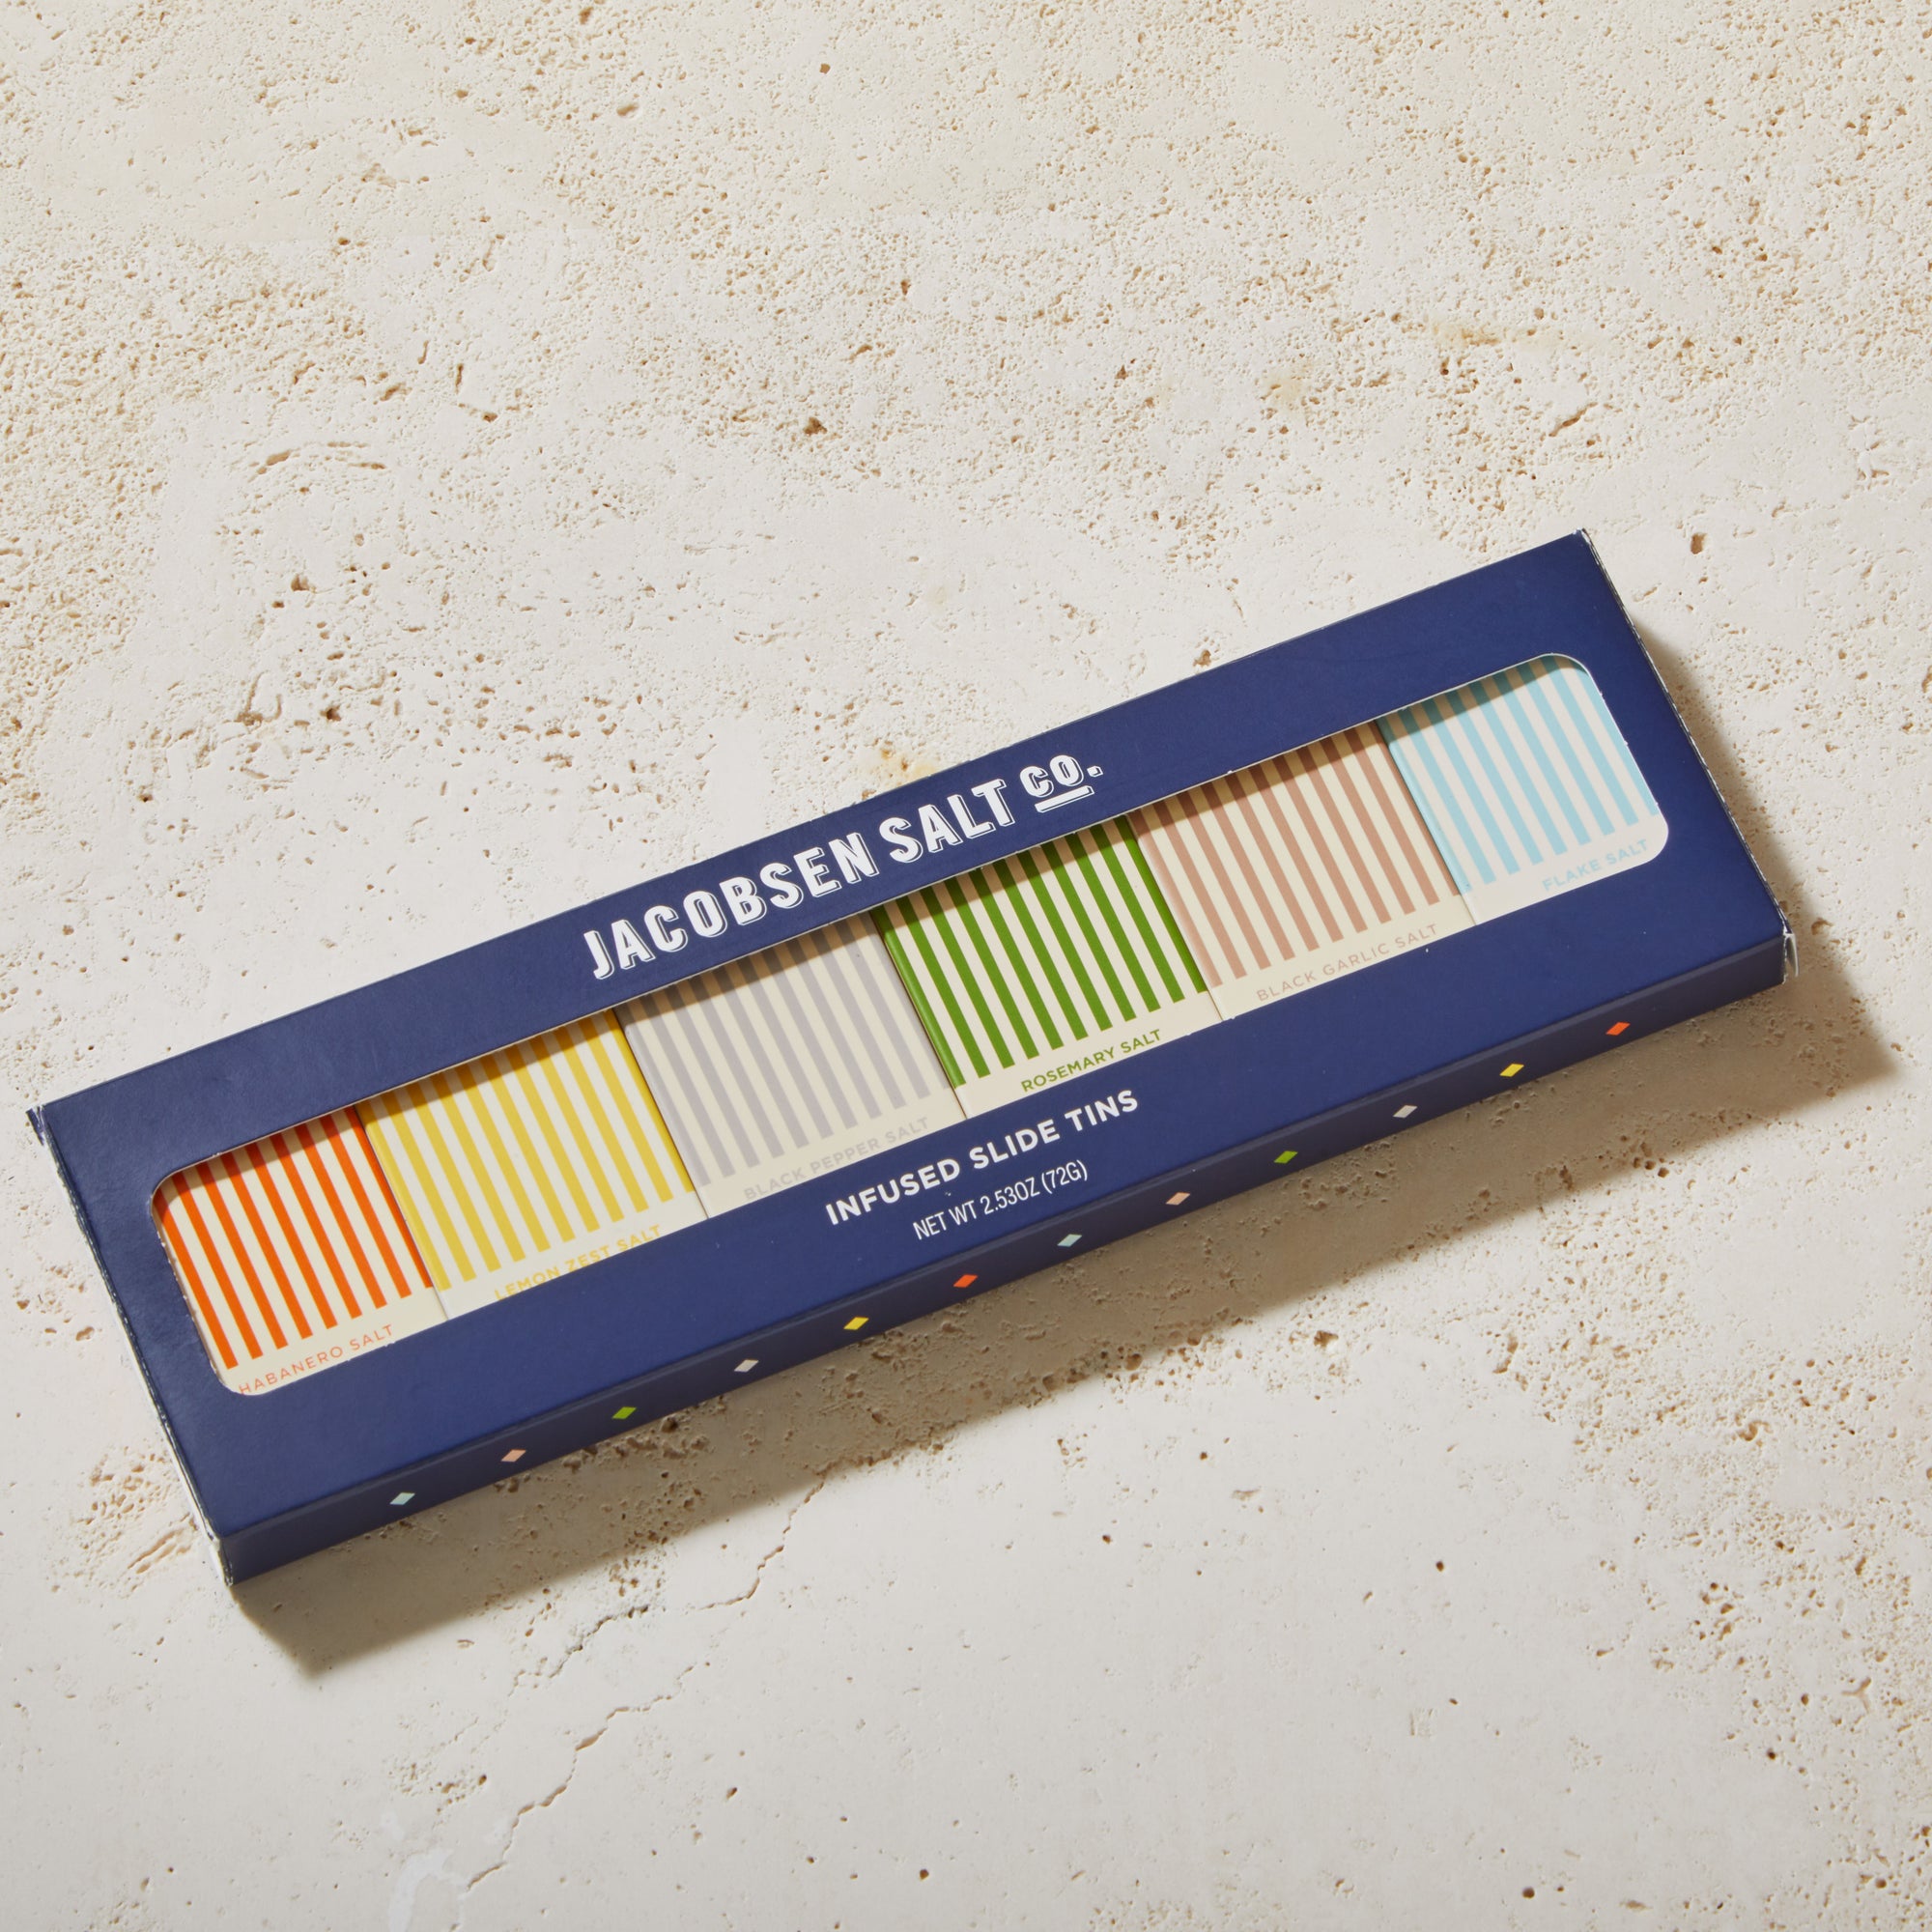 JACOBSEN SALT CO.
HABANERO SALT
LEMON ZEST SALT
BLACK PEPPER SALT
ROSEMARY SALT
BLACK GARLIC SALT
FLAKE SALT
INFUSED SLIDE TINS
NET WT 2.53OZ (72G)